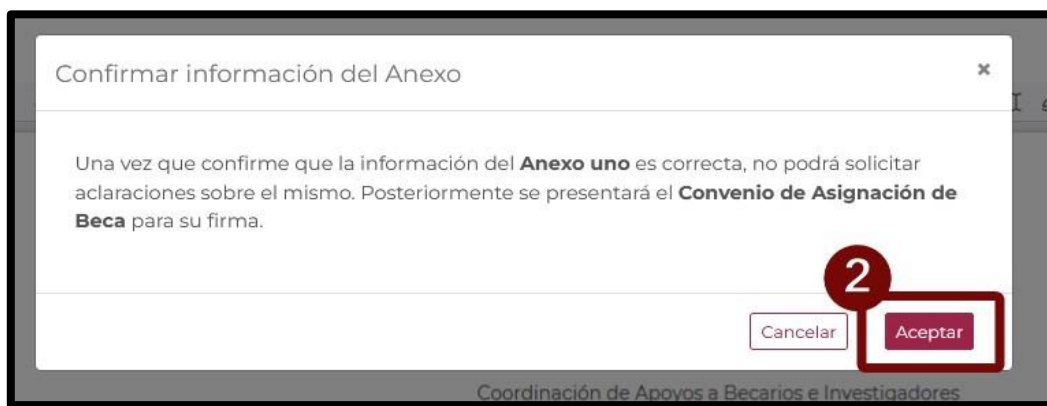 Confirmar información del Anexo
×
Una vez que confirme que la información del Anexo uno es correcta, no podrá solicitar
aclaraciones sobre el mismo. Posteriormente se presentará el Convenio de Asignación de
Beca para su firma.
2
Cancelar
Aceptar
Coordinación de Apoyos a Becarios e Investigadores